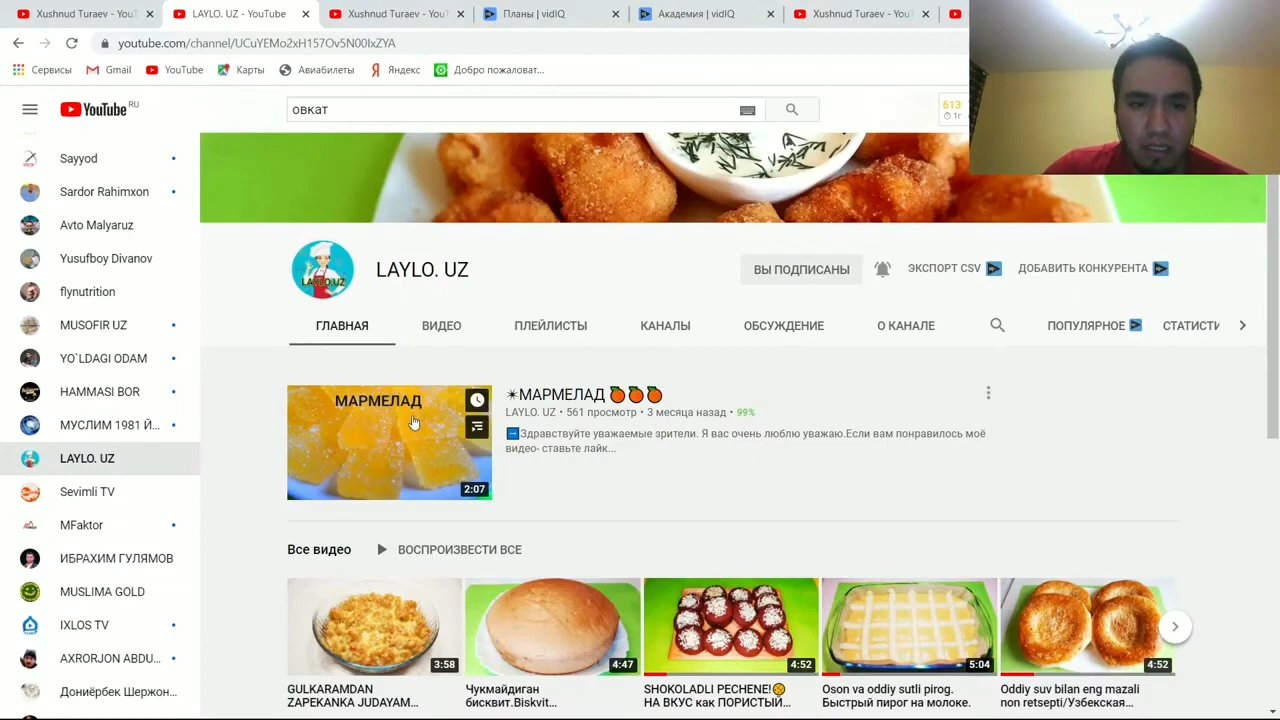 Xushnud Turaev - YouT
LAYLO. UZ - YouTube
Xushnud Turaev - YouT
Планы | vidIQ
Академия | vidIQ
Xushnud Turaev - YouT
youtube.com/channel/UCuYEMo2xH157Ov5N00IxZYA
Сервисы
Gmail
YouTube
Карты
Авиабилеты
Яндекс
Добро пожаловат...
YouTube RU
овкат
613
1г
Sayyod
Sardor Rahimxon
Avto Malyaruz
Yusufboy Divanov
flynutrition
MUSOFIR UZ
YO`LDAGI ODAM
HAMMASI BOR
МУСЛИМ 1981 Й...
LAYLO. UZ
Sevimli TV
MFaktor
ИБРАХИМ ГУЛЯМОВ
MUSLIMA GOLD
IXLOS TV
AXRORJON ABDU...
Дониёрбек Шержон...
LAYLO.UZ
LAYLO. UZ
ВЫ ПОДПИСАНЫ
ЭКСПОРТ CSV
ДОБАВИТЬ КОНКУРЕНТА
ГЛАВНАЯ
ВИДЕО
ПЛЕЙЛИСТЫ
КАНАЛЫ
ОБСУЖДЕНИЕ
О КАНАЛЕ
ПОПУЛЯРНОЕ
СТАТИСТИ
МАРМЕЛАД
2:07
✴МАРМЕЛАД 🍊🍊🍊
LAYLO. UZ • 561 просмотр • 3 месяца назад • 99%
➡Здравствуйте уважаемые зрители. Я вас очень люблю уважаю.Если вам понравилось моё
видео- ставьте лайк...
Все видео
ВОСПРОИЗВЕСТИ ВСЕ
3:58
4:47
4:52
5:04
4:52
GULKARAMDAN
ZAPEKANKA JUDAYAM...
Чукмайдиган
бисквит.Biskvit...
SHOKOLADLI PECHENE!🍪
НА ВКУС как ПОРИСТЫЙ...
Oson va oddiy sutli pirog.
Быстрый пирог на молоке.
Oddiy suv bilan eng mazali
non retsepti/Узбекская...